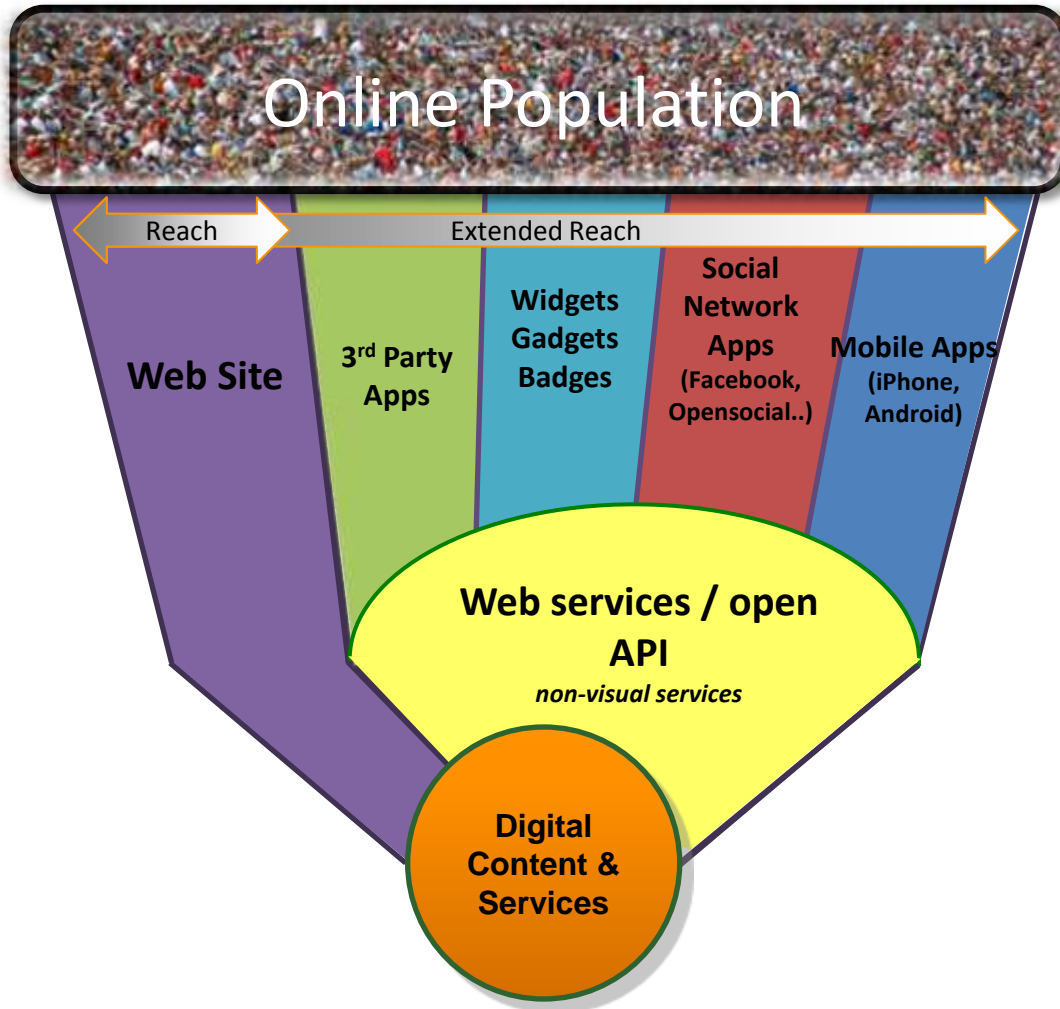 Online Population
Reach
Extended Reach
Web Site
3rd Party
Apps
Widgets
Gadgets
Badges
Social
Network
Apps
(Facebook,
Opensocial..)
Mobile Apps
(iPhone,
Android)
Web services / open
API
non-visual services
Digital
Content &
Services